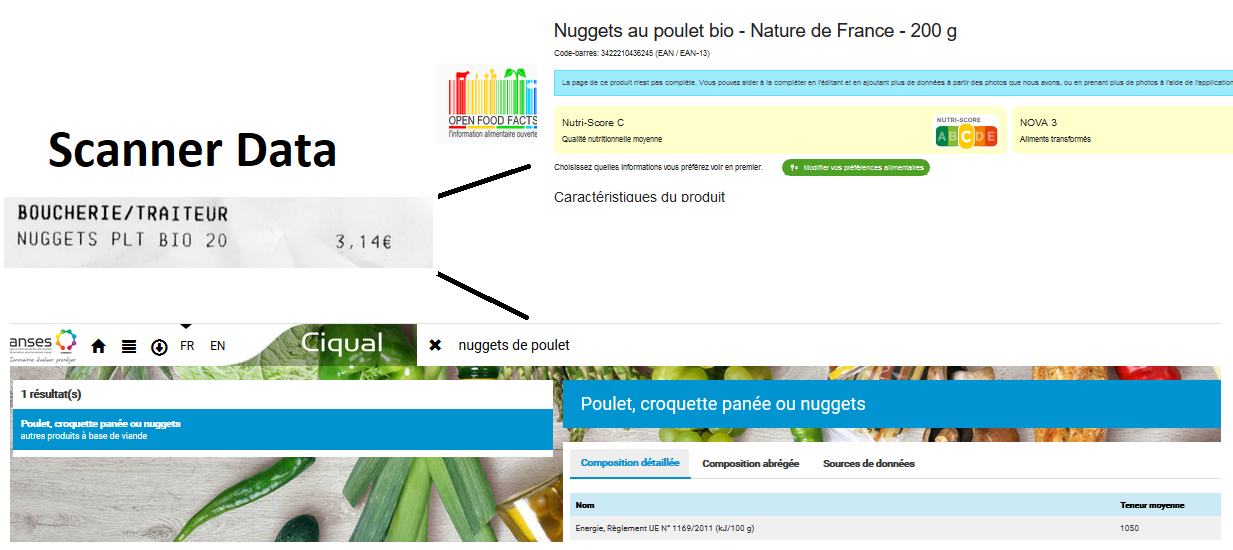 Nuggets au poulet bio - Nature de France - 200 g
Code-barres: 3422210436245 (EAN / EAN-13)
La page de ce produit n'est pas complète. Vous pouvez aider à la compléter en l'éditant et en ajoutant plus de données à partir des photos que nous avons, ou en prenant plus de photos à l'aide de l'application
OPEN FOOD FACTS
l'information alimentaire ouverte
Nutri-Score C
Qualité nutritionnelle moyenne
NUTRI-SCORE
A B C D E
NOVA 3
Aliments transformés
Choisissez quelles informations vous préférez voir en premier.
Modifier vos préférences alimentaires
Caractéristiques du produit
Scanner Data
BOUCHERIE/TRAITEUR
NUGGETS PLT BIO 20 3,14€
anses
Connaître, évaluer, protéger
FR EN
Ciqual
nuggets de poulet
1 résultat(s)
Poulet, croquette panée ou nuggets
autres produits à base de viande
Poulet, croquette panée ou nuggets
Composition détaillée Composition abrégée Sources de données
Nom Teneur moyenne
Energie, Règlement UE N° 1169/2011 (kJ/100 g) 1050